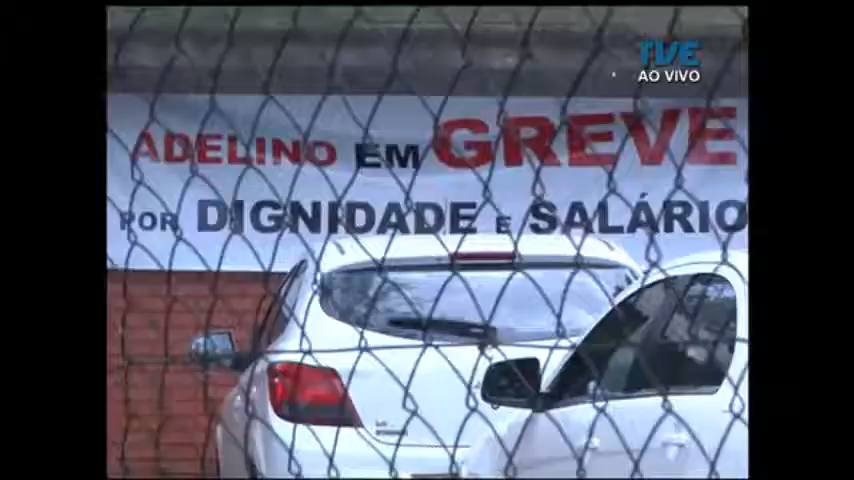 TVE
AO VIVO
ADELINO EM GREVE
POR DIGNIDADE E SALÁRIO